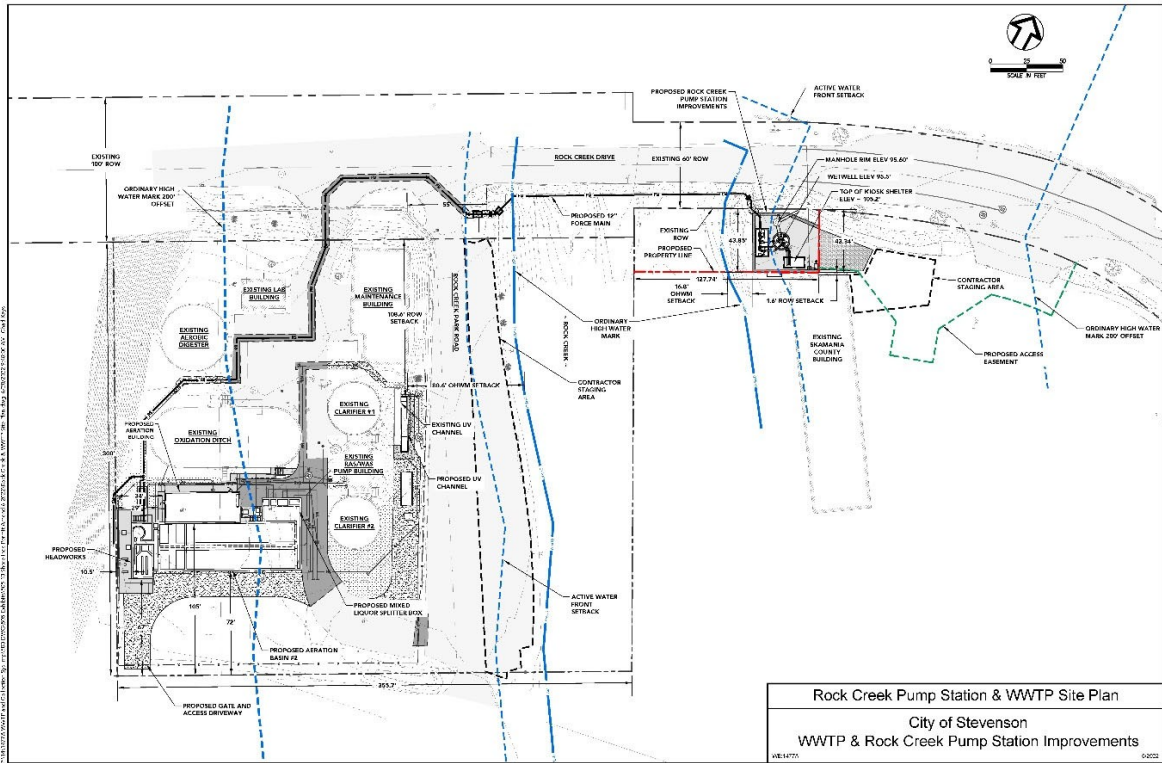 0 25 50
SCALE IN FEET
ACTIVE WATER
FRONT SETBACK
PROPOSED ROCK CREEK
PUMP STATION
IMPROVEMENTS
EXISTING
100' ROW
ROCK CREEK DRIVE
EXISTING 60' ROW
MANHOLE RIM ELEV 95.60'
WETWELL ELEV 95.5'
TOP OF KIOSK SHELTER
ELEV = 105.2'
ORDINARY HIGH
WATER MARK 200'
OFFSET
PROPOSED 12"
FORCE MAIN
EXISTING
ROW
PROPOSED
PROPERTY LINE
43.85'
42.34'
127.74'
16.8'
OHWM
SETBACK
1.6' ROW SETBACK
CONTRACTOR
STAGING AREA
EXISTING LAB
BUILDING
EXISTING
MAINTENANCE
BUILDING
108.6' ROW
SETBACK
ROCK CREEK PARK ROAD
ROCK CREEK
ORDINARY
HIGH WATER
MARK
EXISTING
SKAMANIA
COUNTY
BUILDING
ORDINARY HIGH WATER
MARK 200' OFFSET
PROPOSED ACCESS
EASEMENT
EXISTING
AEROBIC
DIGESTER
80.6' OHWM SETBACK
CONTRACTOR
STAGING
AREA
EXISTING
CLARIFIER #1
EXISTING UV
CHANNEL
PROPOSED
AERATION
BUILDING
EXISTING
OXIDATION DITCH
300'
EXISTING
RAS/WAS
PUMP BUILDING
PROPOSED UV
CHANNEL
EXISTING
CLARIFIER #2
PROPOSED
HEADWORKS
10.5'
105'
72'
PROPOSED MIXED
LIQUOR SPLITTER BOX
ACTIVE WATER
FRONT
SETBACK
PROPOSED AERATION
BASIN #2
355.7'
PROPOSED GATE AND
ACCESS DRIVEWAY
Rock Creek Pump Station & WWTP Site Plan
City of Stevenson
WWTP & Rock Creek Pump Station Improvements